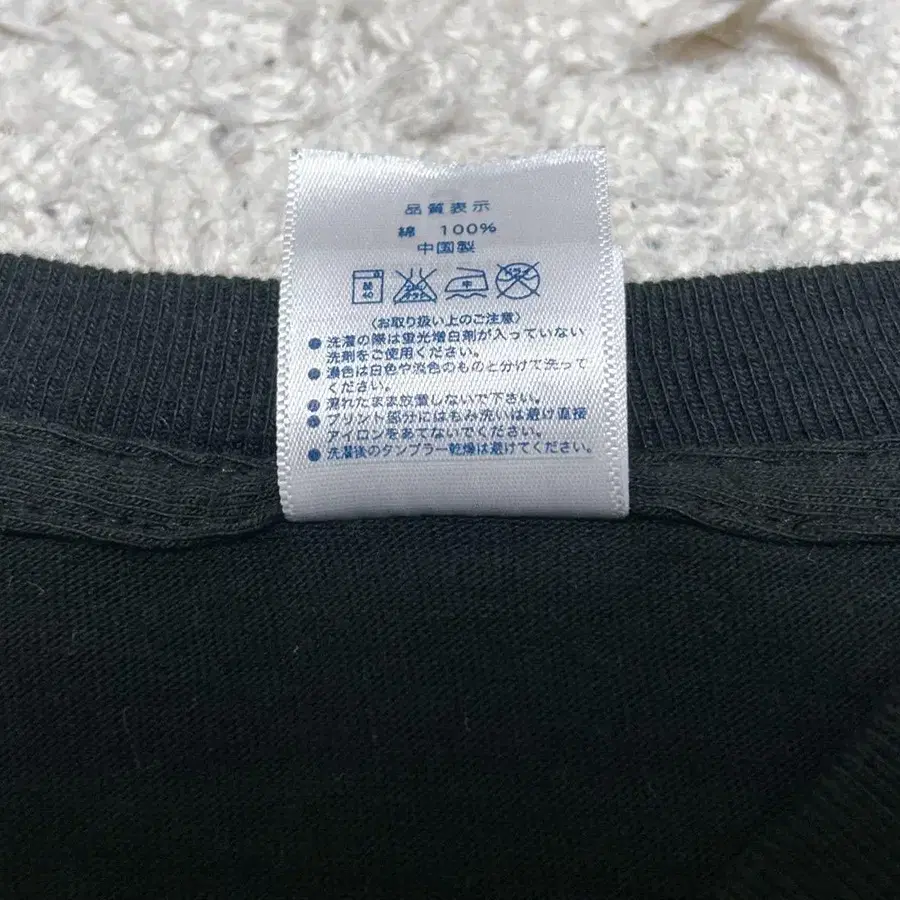 品質表示
綿 100%
中国製
40 中
〈お取り扱い上のご注意〉
●洗濯の際は蛍光増白剤が入っていない
洗剤をご使用ください。
●濃色は白色や淡色のものと分けて洗って
ください。
●濡れたまま放置しないで下さい。
●プリント部分にはもみ洗いは避け直接
アイロンをあてないでください。
●洗濯後のタンブラー乾燥は避けてください。